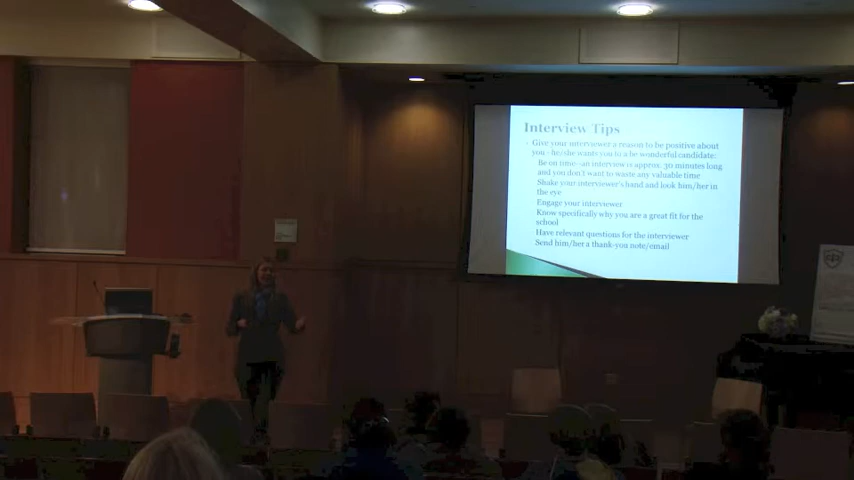 Interview Tips
Give your interviewer a reason to be positive about
you - he/she wants you to a be wonderful candidate:
Be on time-an interview is approx. 30 minutes long
and you don't want to waste any valuable time
Shake your interviewer's hand and look him/her in
the eye
Engage your interviewer
Know specifically why you are a great fit for the
school
Have relevant questions for the interviewer
Send him/her a thank-you note/email